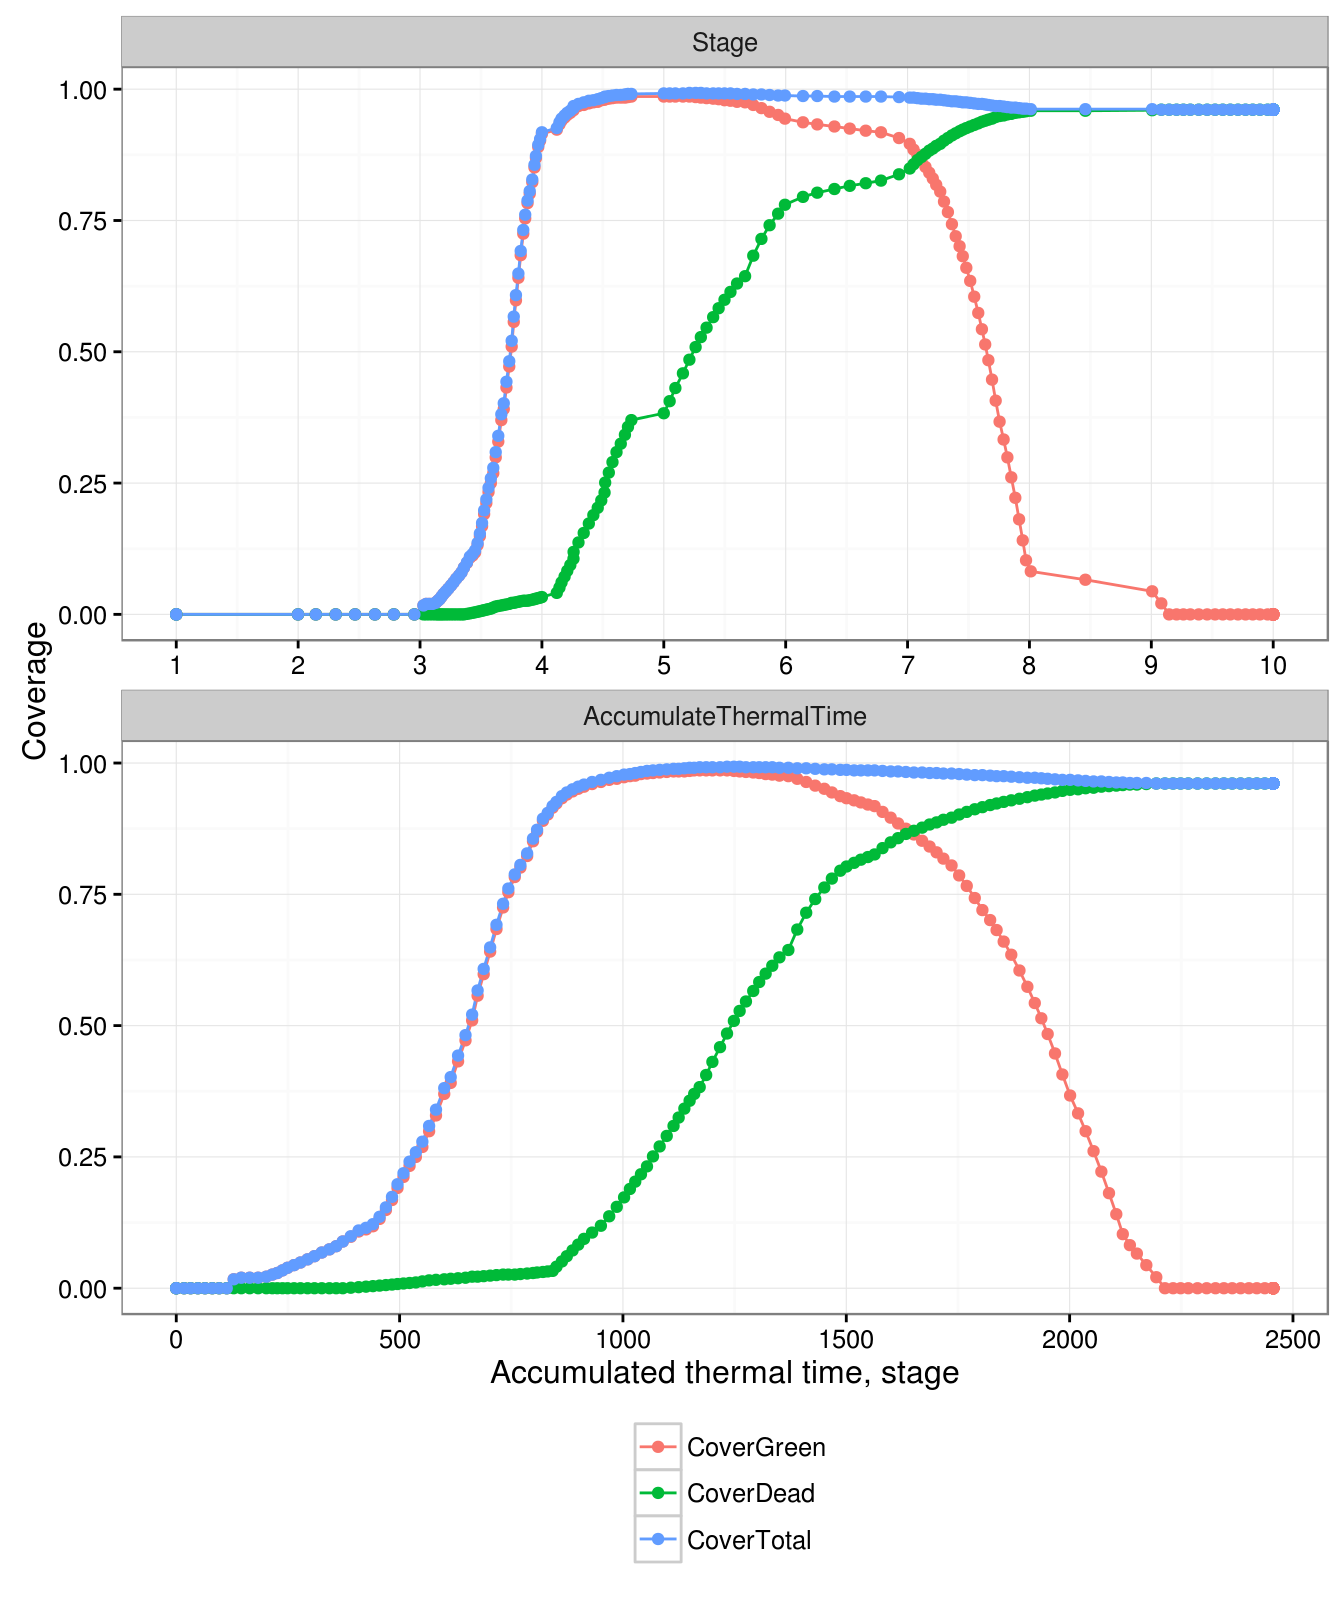 Stage
1.00
0.75
0.50
0.25
0.00
1 2 3 4 5 6 7 8 9 10
Coverage
AccumulateThermalTime
1.00
0.75
0.50
0.25
0.00
0 500 1000 1500 2000 2500
Accumulated thermal time, stage
CoverGreen
CoverDead
CoverTotal